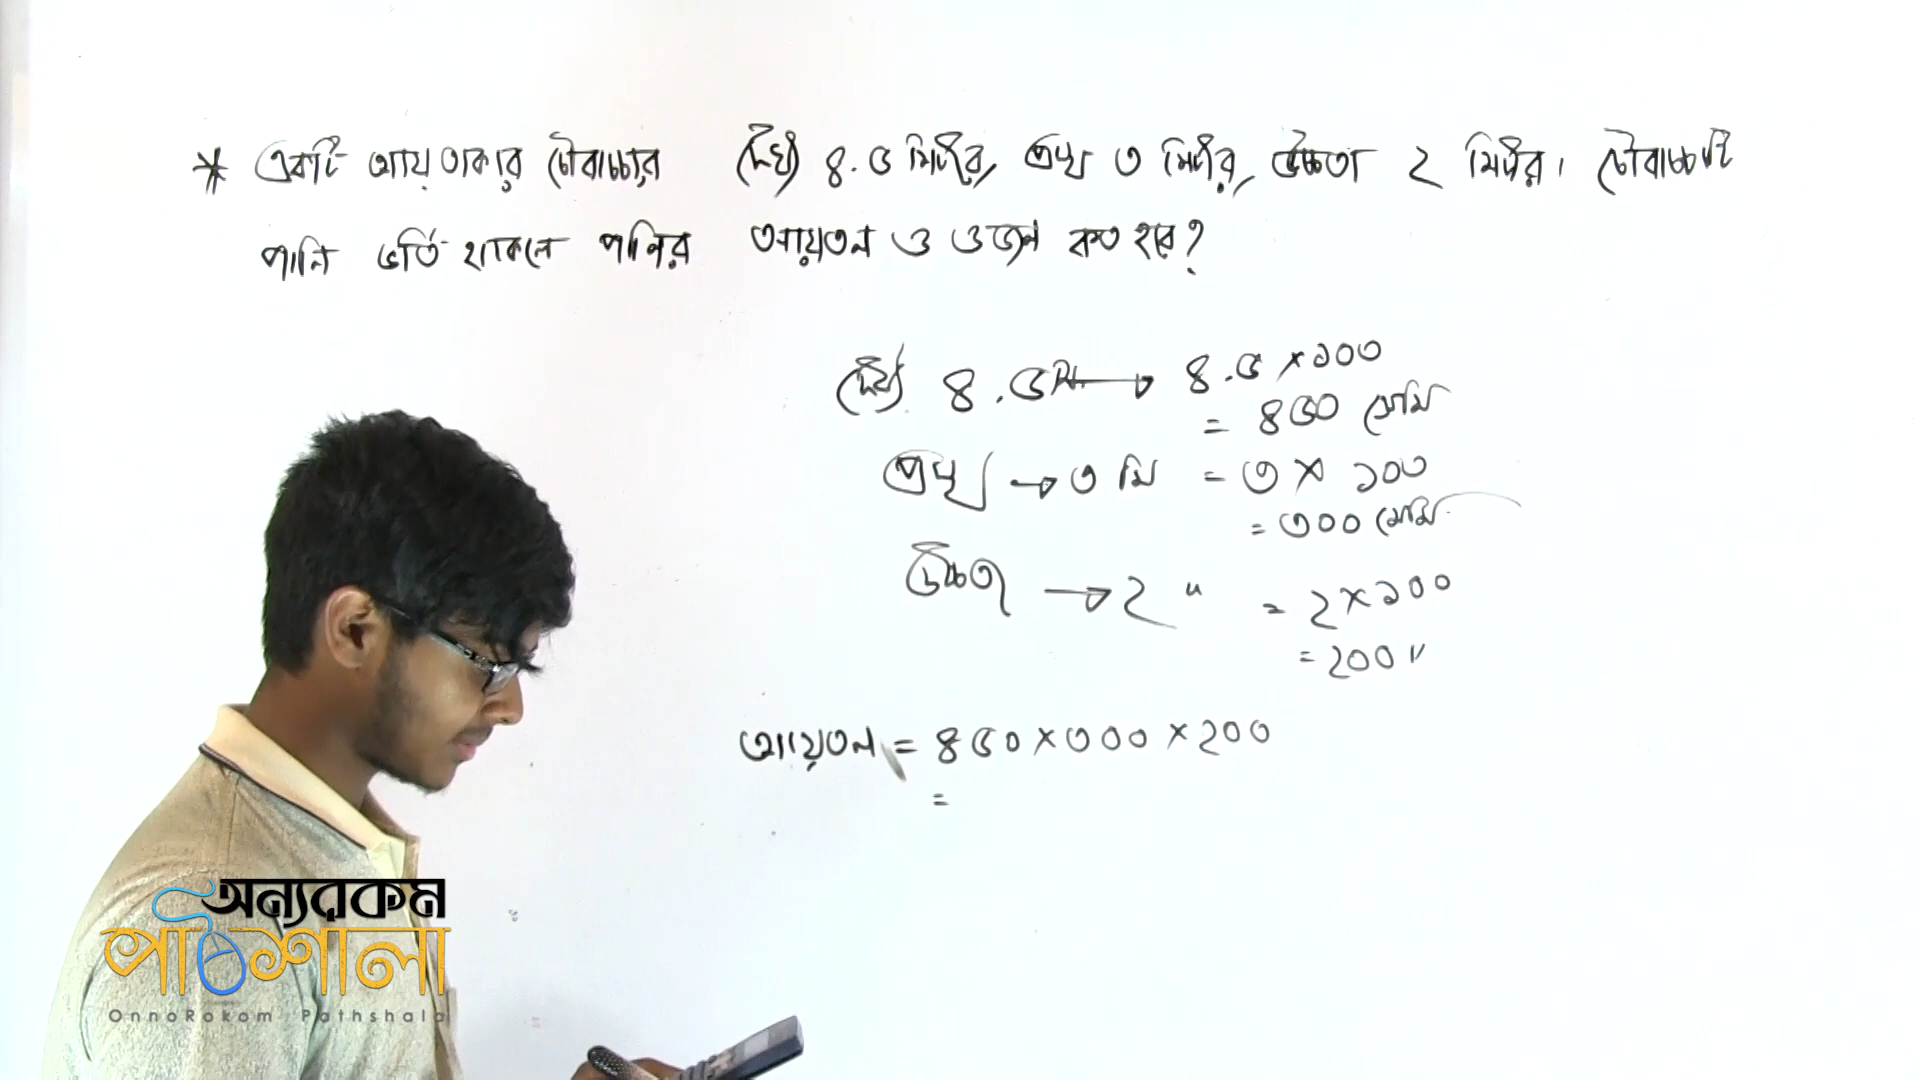 * একটি আয়তাকার চৌবাচ্চার দৈর্ঘ্য ৪.৫ মিটার, প্রস্থ ৩ মিটার, উচ্চতা ২ মিটার। চৌবাচ্চাটি
পানি ভর্তি থাকলে পানির আয়তন ও ওজন কত হবে?
দৈর্ঘ্য ৪.৫মি. → ৪.৫ × ১০০
= ৪৫০ সেমি
প্রস্থ → ৩ মি = ৩ × ১০০
= ৩০০ সেমি
উচ্চতা → ২ " = ২ × ১০০
= ২০০ "
আয়তন = ৪৫০ × ৩০০ × ২০০
=
অন্যরকম
পাঠশালা
OnnoRokom Pathshala